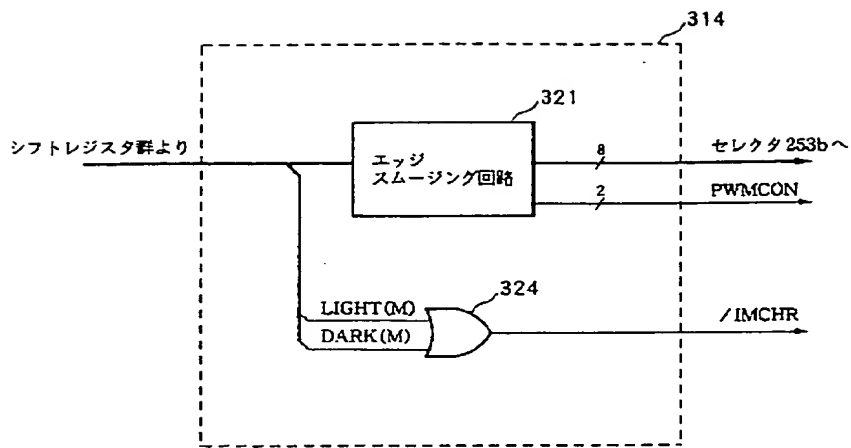 314
321
シフトレジスタ群より
エッジ
スムージング回路
8
セレクタ253bへ
2
PWMCON
324
LIGHT(M)
DARK(M)
/IMCHR